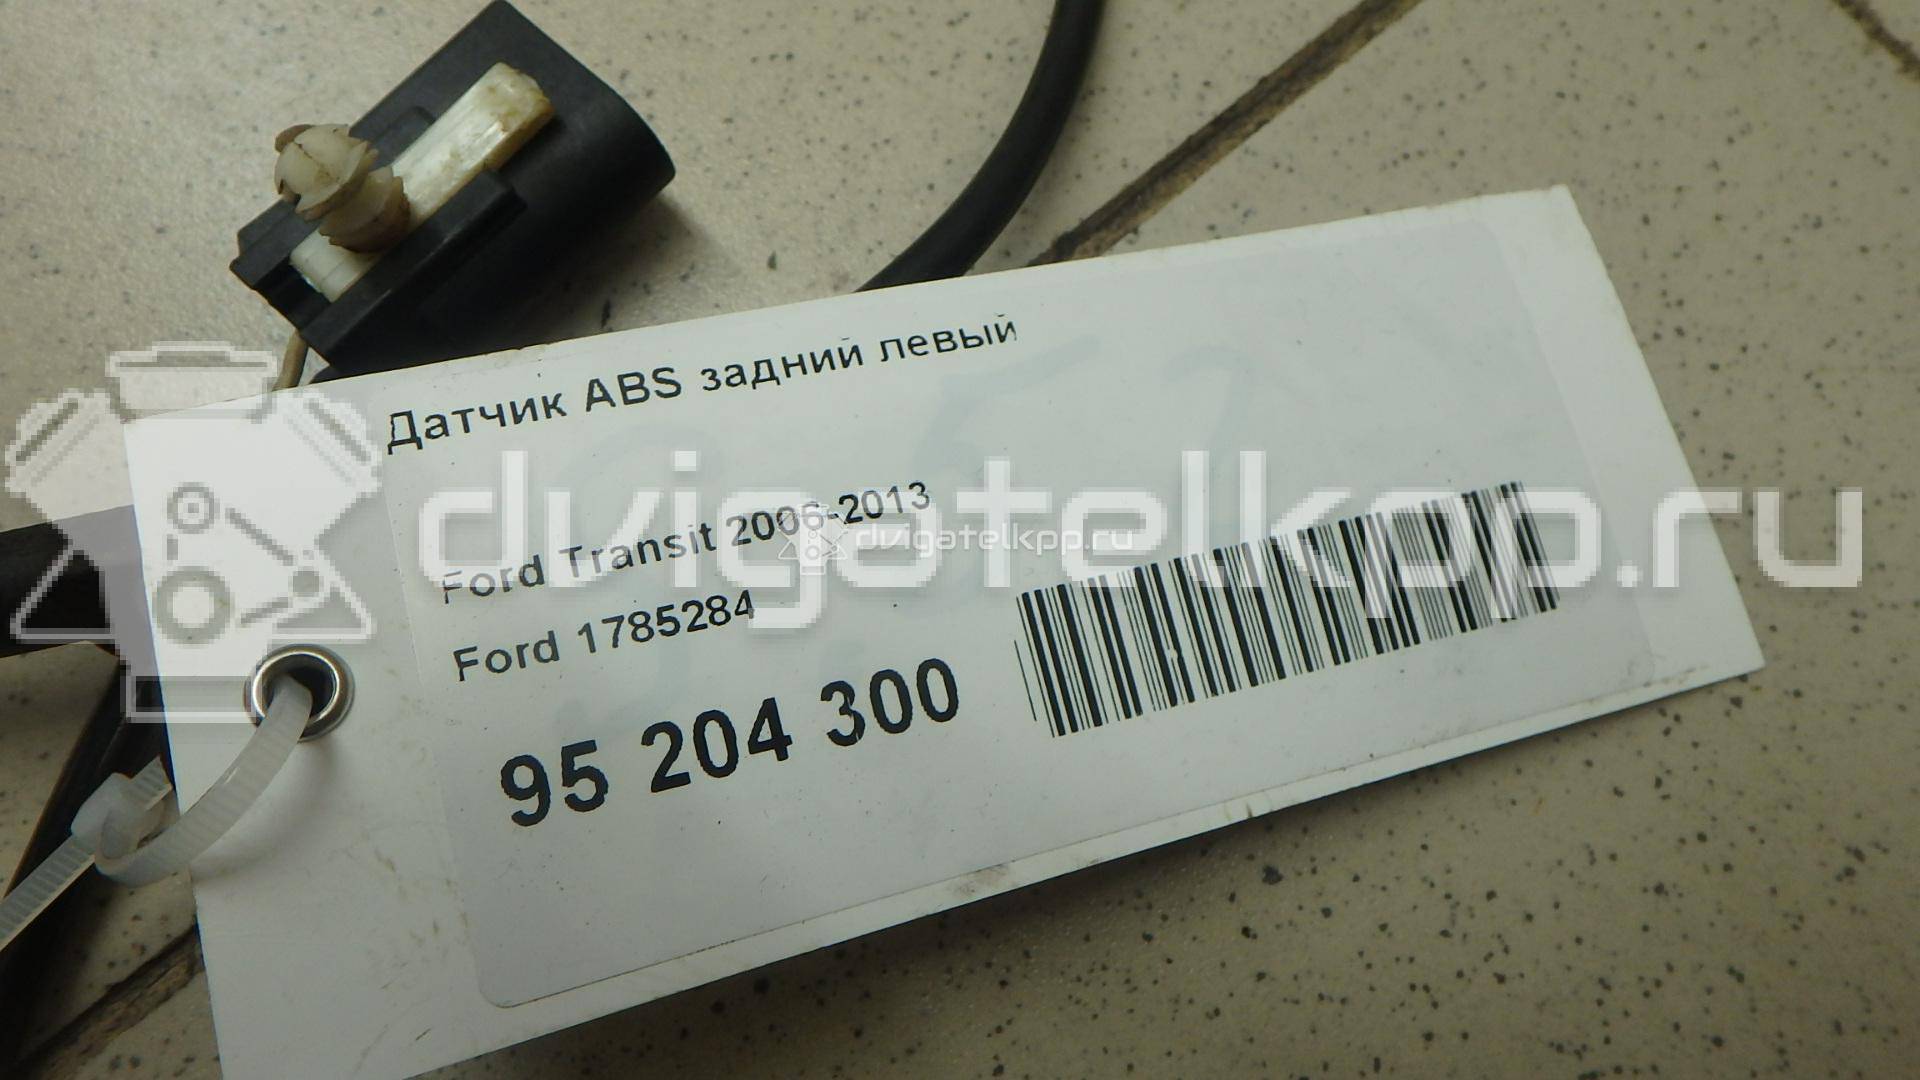 Датчик ABS задний левый
Ford Transit 2006-2013
Ford 1785284
95 204 300
dvigatelkpp.ru
dvigatelkpp.ru